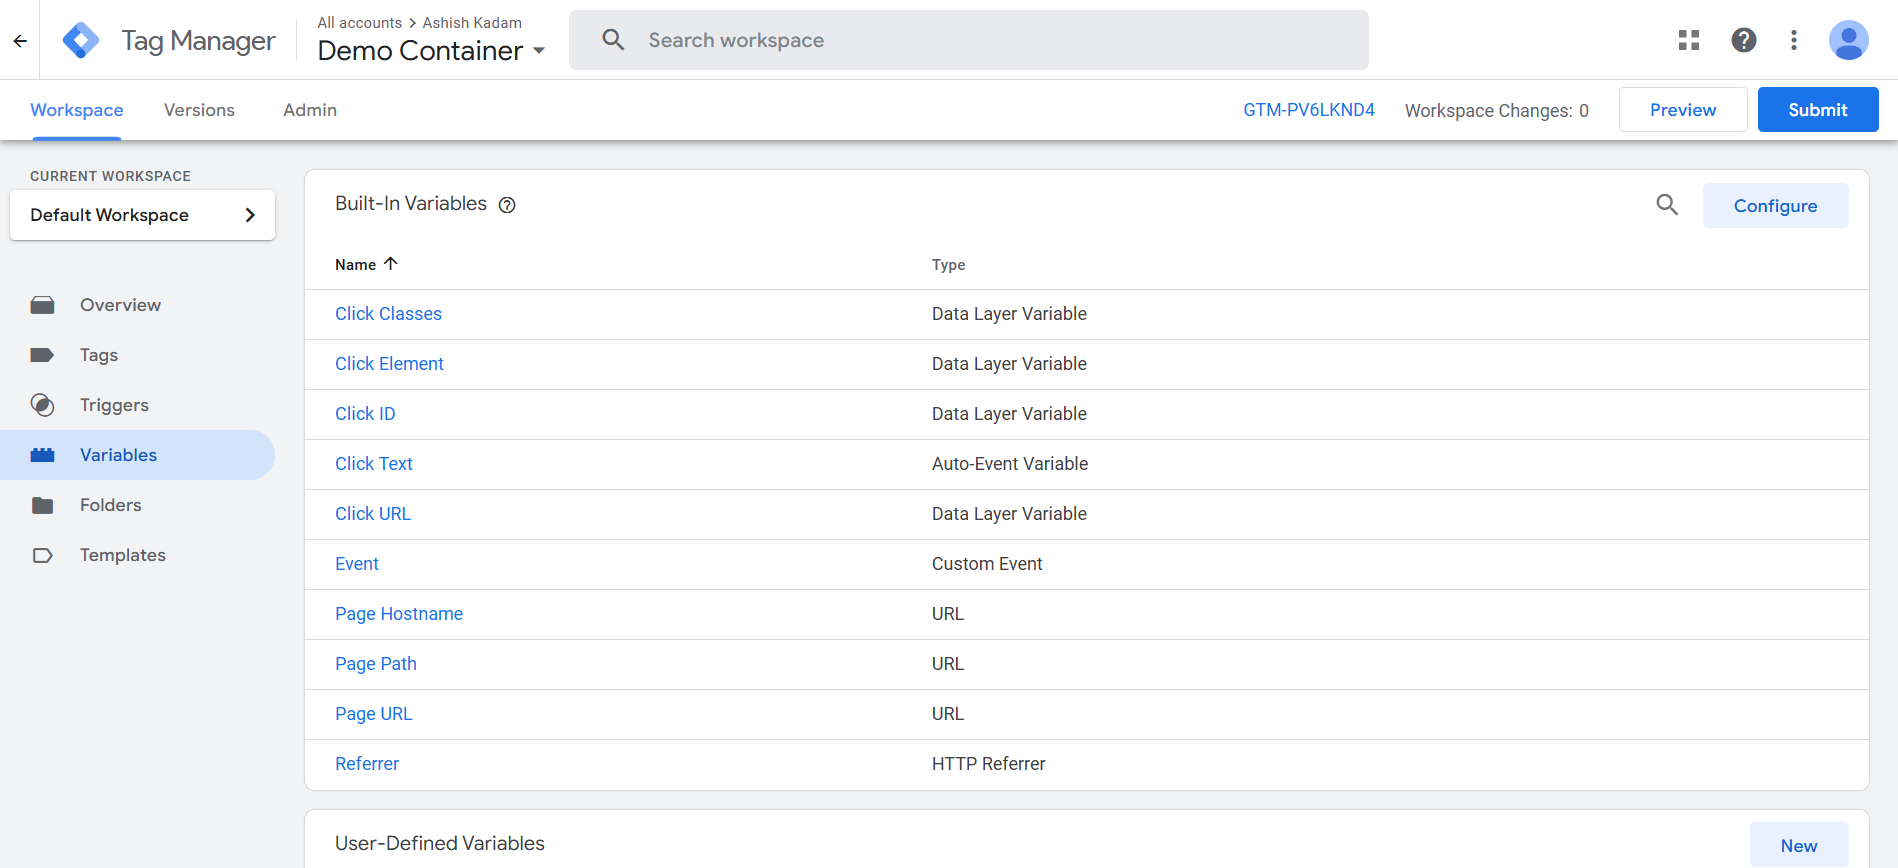 Tag Manager
All accounts > Ashish Kadam
Demo Container
Search workspace
Workspace
Versions
Admin
GTM-PV6LKND4
Workspace Changes: 0
Preview
Submit
CURRENT WORKSPACE
Default Workspace
Overview
Tags
Triggers
Variables
Folders
Templates
Built-In Variables
Configure
Name Type
Click Classes Data Layer Variable
Click Element Data Layer Variable
Click ID Data Layer Variable
Click Text Auto-Event Variable
Click URL Data Layer Variable
Event Custom Event
Page Hostname URL
Page Path URL
Page URL URL
Referrer HTTP Referrer
User-Defined Variables
New